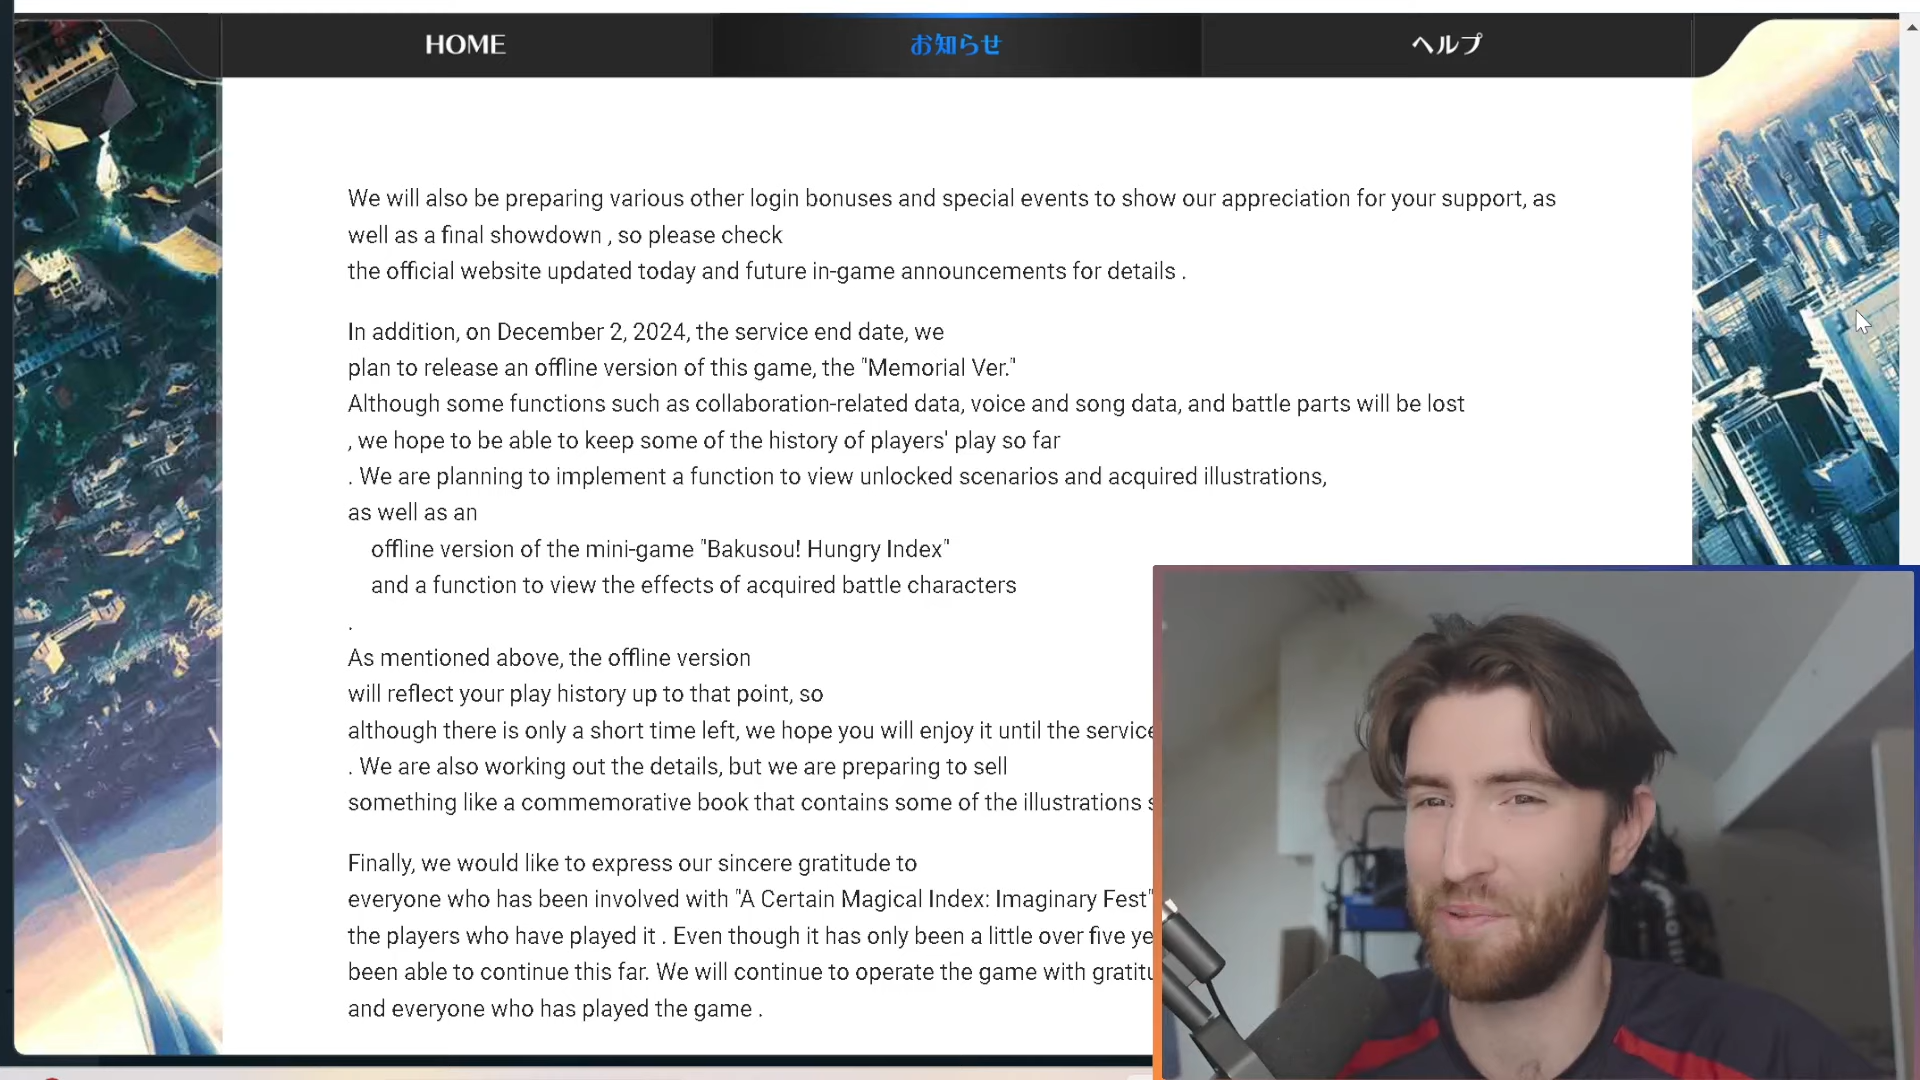 HOME お知らせ ヘルプ
We will also be preparing various other login bonuses and special events to show our appreciation for your support, as
well as a final showdown , so please check
the official website updated today and future in-game announcements for details .
In addition, on December 2, 2024, the service end date, we
plan to release an offline version of this game, the "Memorial Ver."
Although some functions such as collaboration-related data, voice and song data, and battle parts will be lost
, we hope to be able to keep some of the history of players' play so far
. We are planning to implement a function to view unlocked scenarios and acquired illustrations,
as well as an
offline version of the mini-game "Bakusou! Hungry Index"
and a function to view the effects of acquired battle characters
.
As mentioned above, the offline version
will reflect your play history up to that point, so
although there is only a short time left, we hope you will enjoy it until the service
. We are also working out the details, but we are preparing to sell
something like a commemorative book that contains some of the illustrations
Finally, we would like to express our sincere gratitude to
everyone who has been involved with "A Certain Magical Index: Imaginary Fest"
the players who have played it . Even though it has only been a little over five
been able to continue this far. We will continue to operate the game with
and everyone who has played the game .